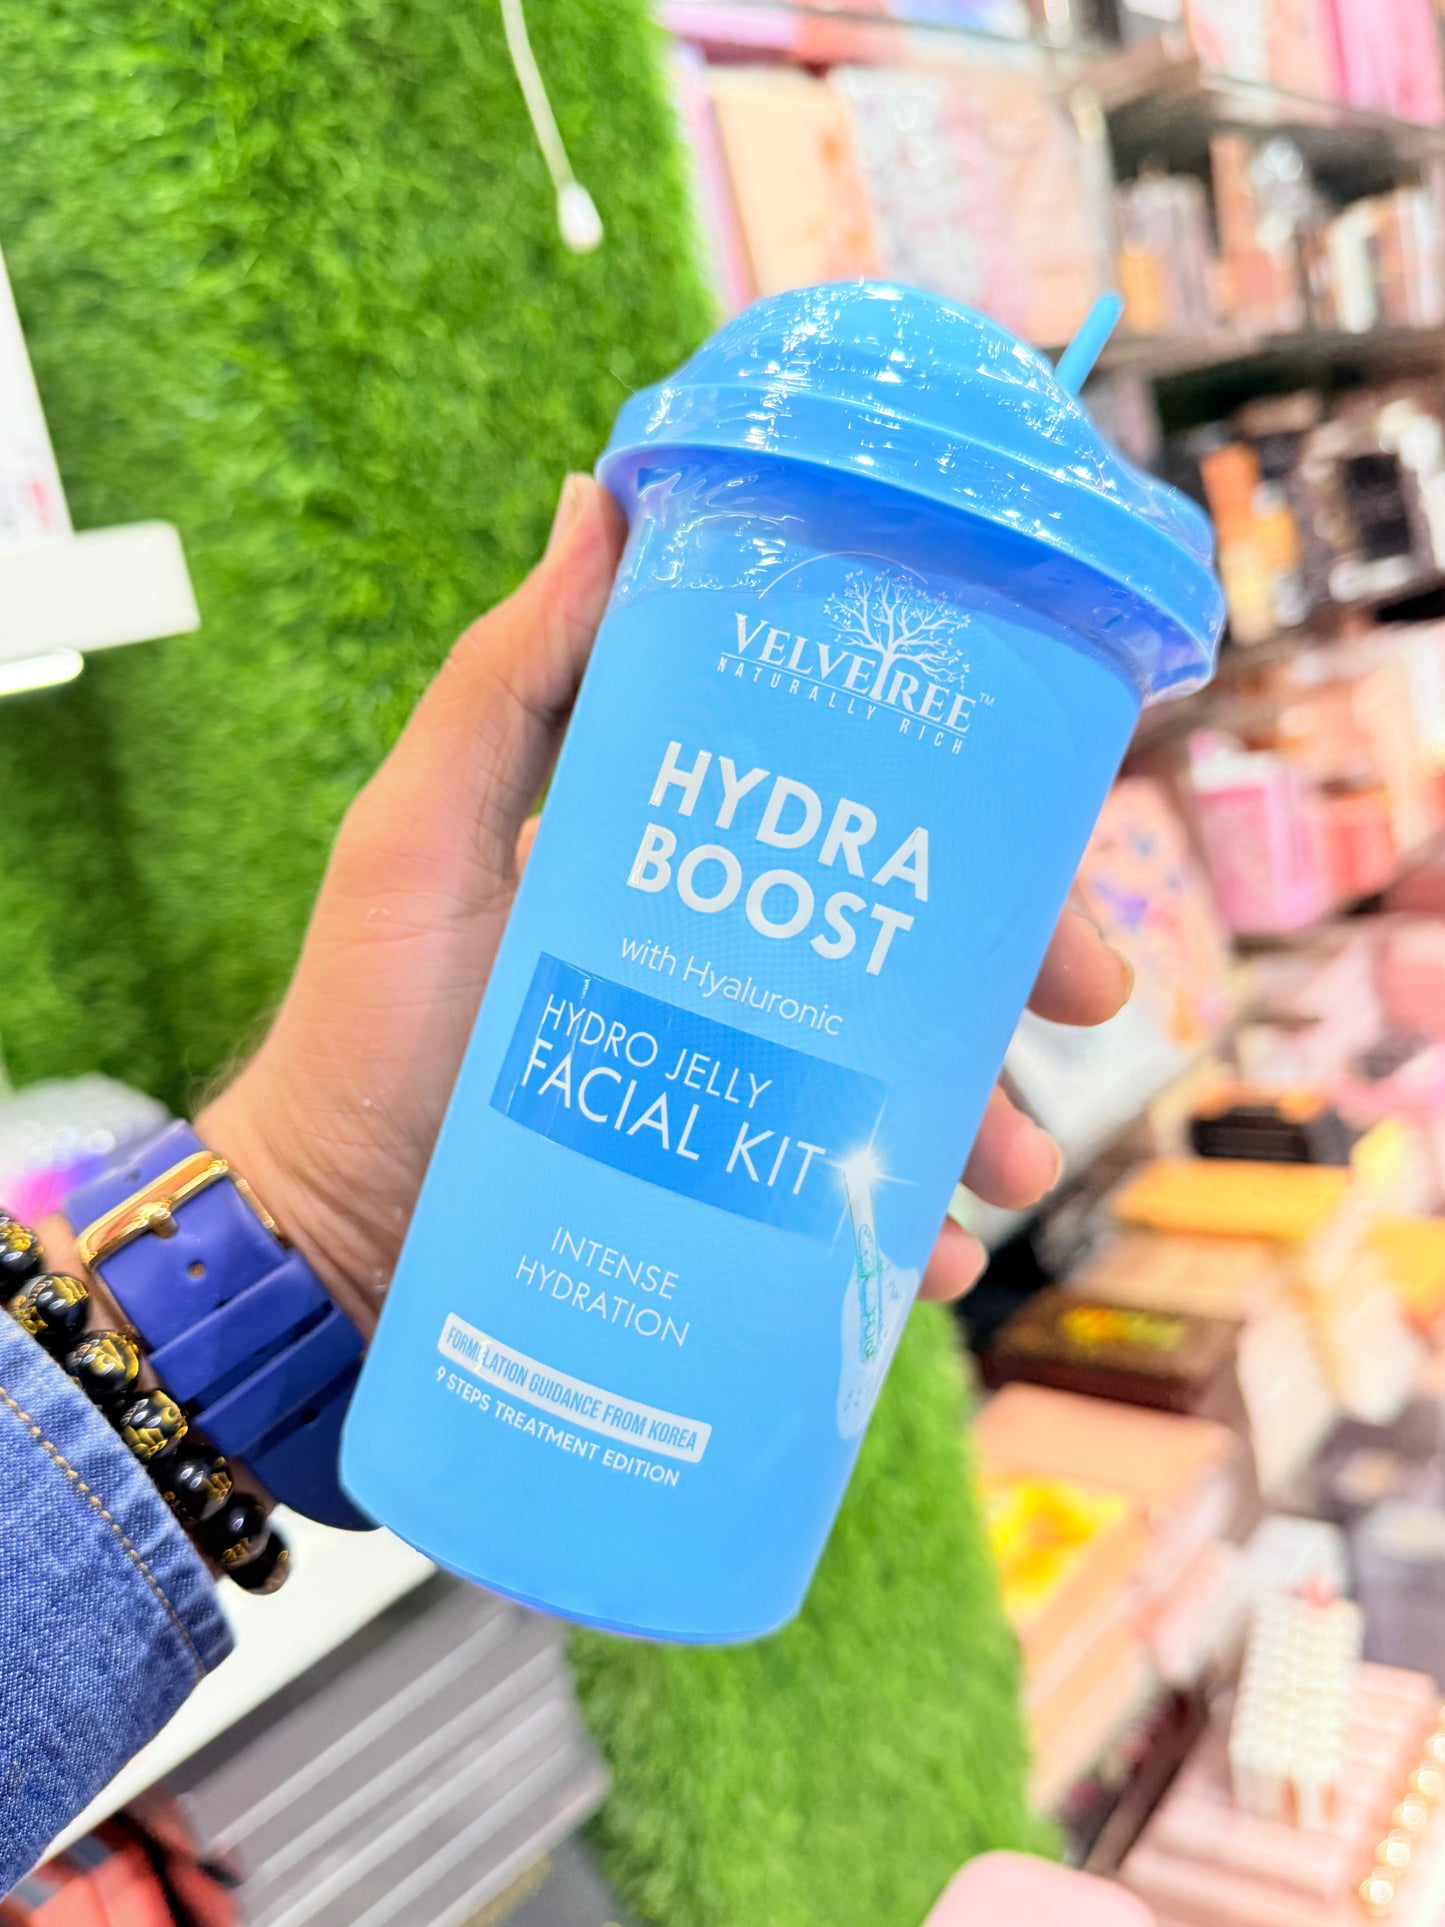 VELVETREE™
NATURALLY RICH
HYDRA
BOOST
with Hyaluronic
HYDRO JELLY
FACIAL KIT
INTENSE
HYDRATION
FORMULATION GUIDANCE FROM KOREA
9 STEPS TREATMENT EDITION